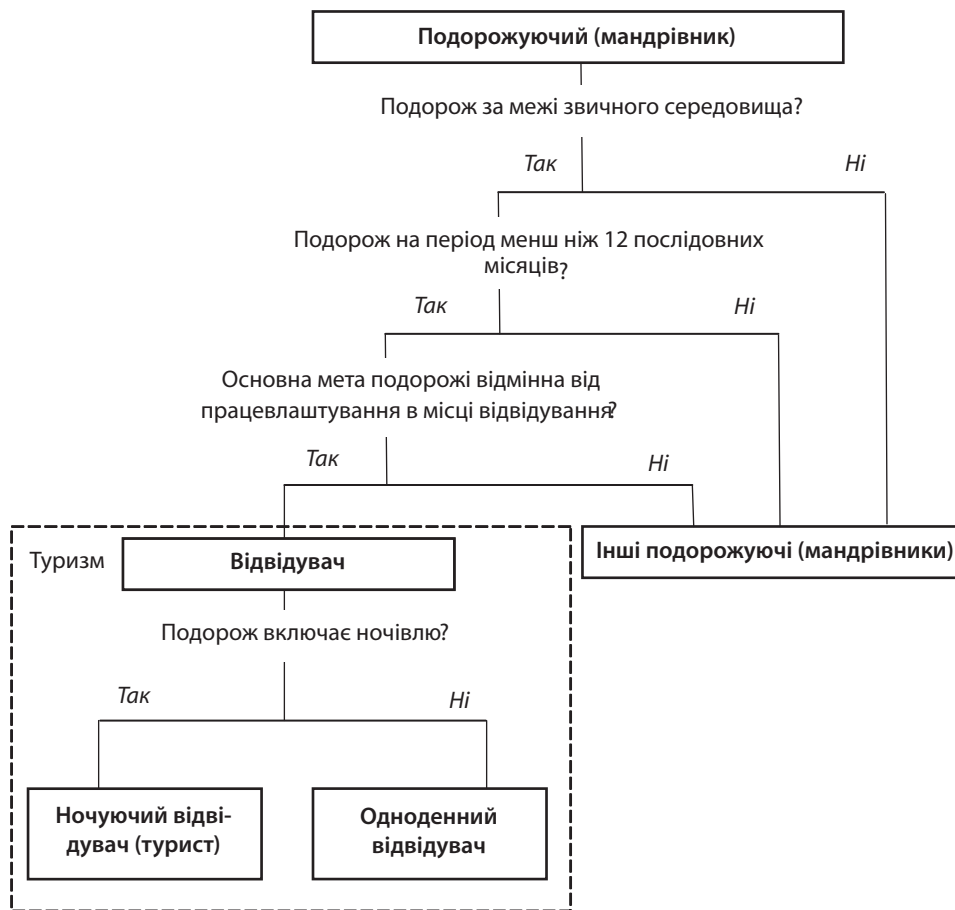 Подорожуючий (мандрівник)
Подорож за межі звичного середовища?
Так
Ні
Подорож на період менш ніж 12 послідовних
місяців?
Так
Ні
Основна мета подорожі відмінна від
працевлаштування в місці відвідування?
Так
Ні
Туризм
Відвідувач
Інші подорожуючі (мандрівники)
Подорож включає ночівлю?
Так
Ні
Ночуючий відві-
дувач (турист)
Одноденний
відвідувач